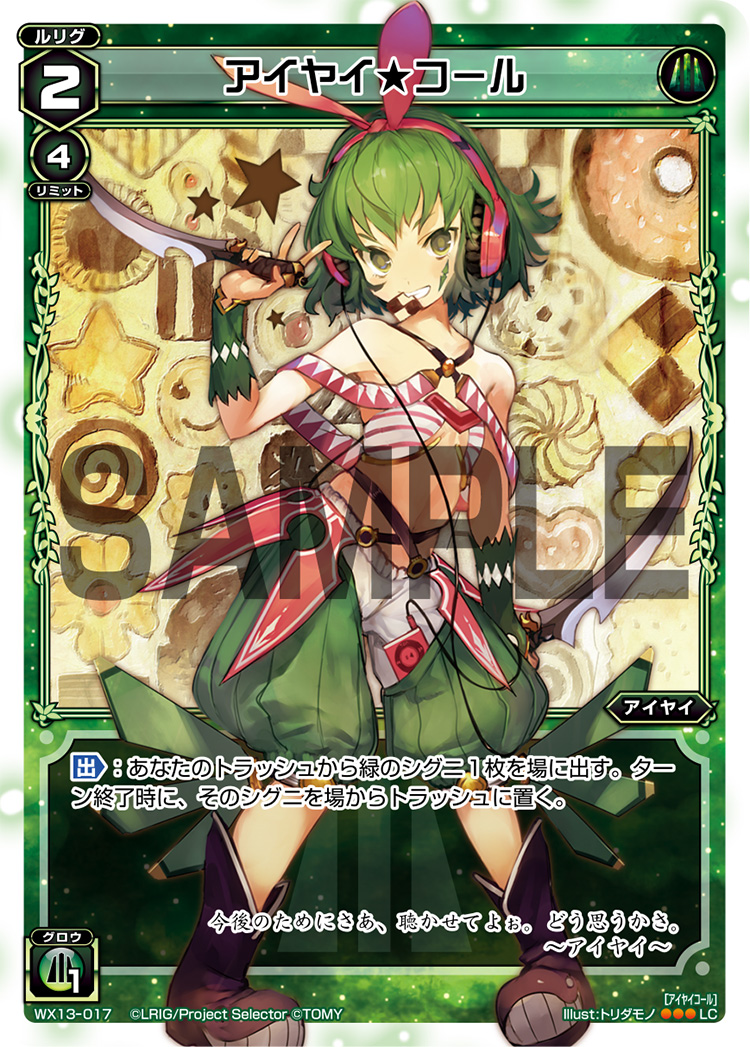 ルリグ
2
アイヤイ★コール
4
リミット
SAMPLE
アイヤイ
出：あなたのトラッシュから緑のシグニ１枚を場に出す。ター
ン終了時に、そのシグニを場からトラッシュに置く。
今後のためにさあ、聴かせてよぉ。どう思うかさ。
～アイヤイ～
グロウ
1
[アイヤイコール]
WX13-017 ©LRIG/Project Selector ©TOMY Illust:トリダモノ LC